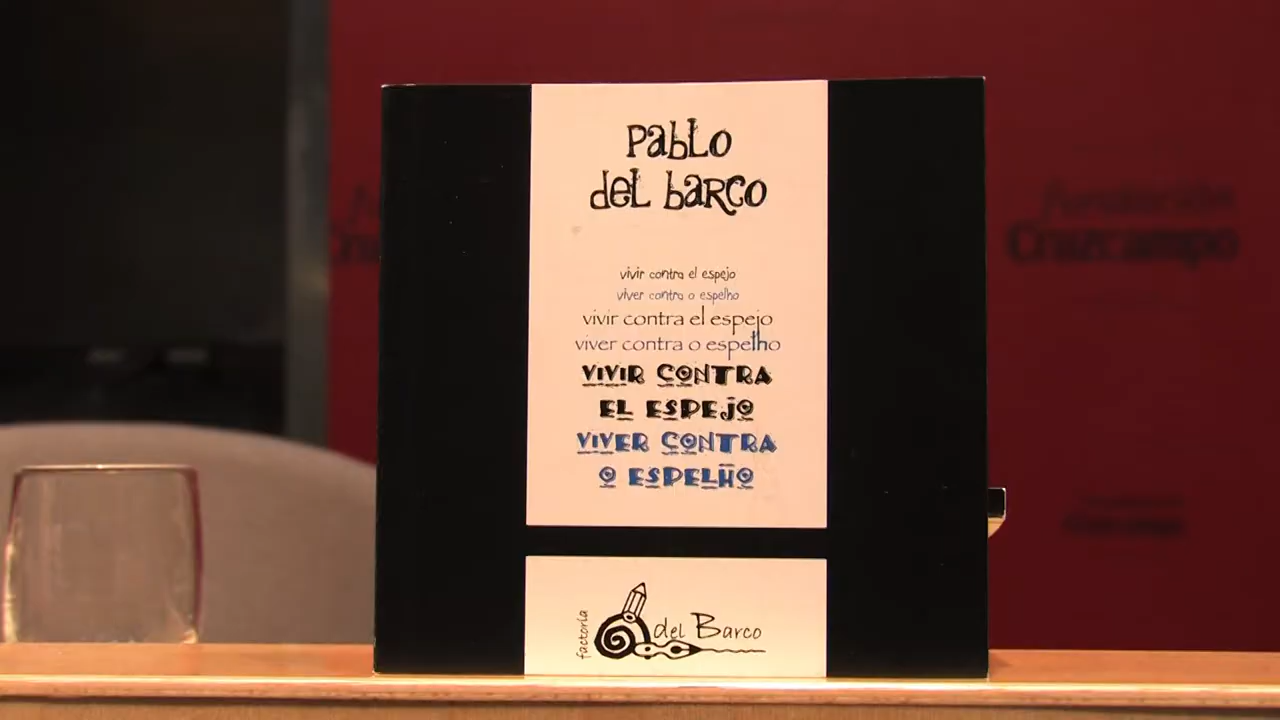 Pablo
del barco
vivir contra el espejo
viver contra o espelho
vivir contra el espejo
viver contra o espelho
VIVIR CONTRA
EL ESPEJO
VIVER CONTRA
O ESPELHO
factoría
del Barco
Fundación
Cruzcampo